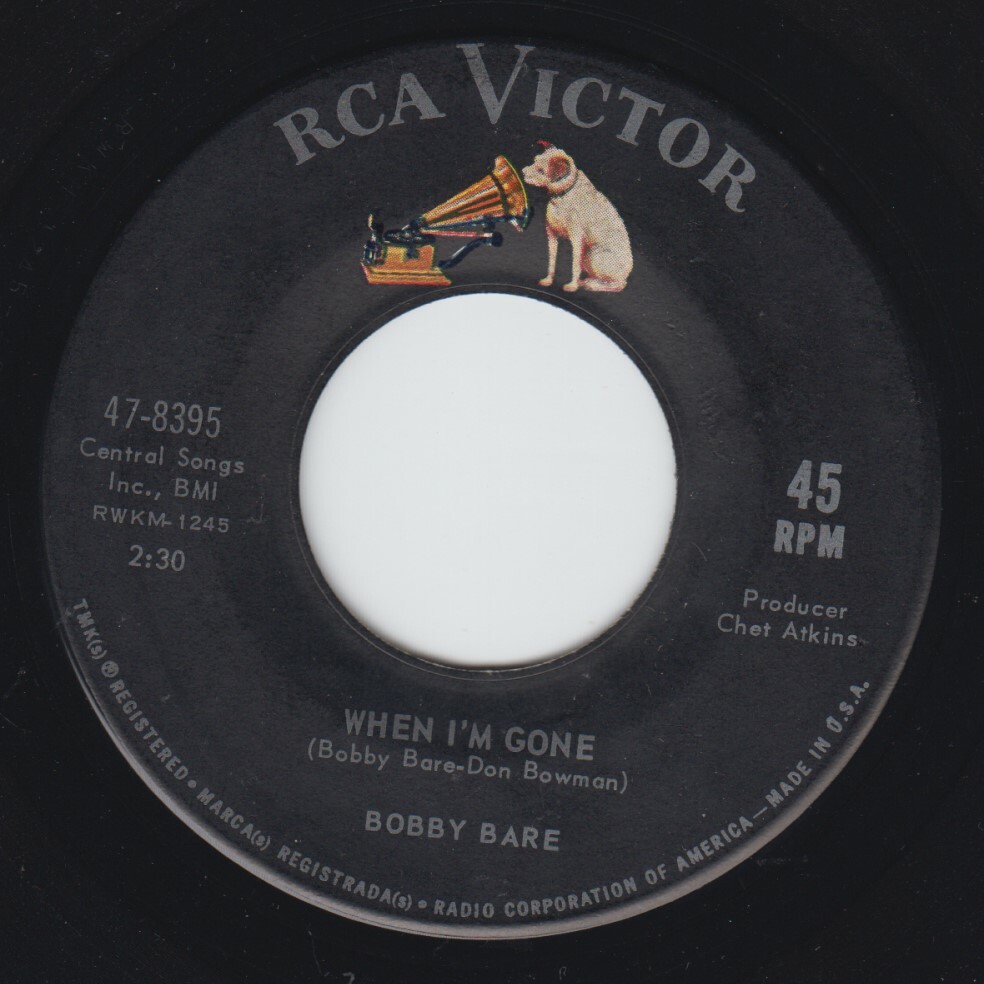 RCA VICTOR
47-8395
Central Songs
Inc., BMI
RWKM-1245
2:30
45
RPM
Producer
Chet Atkins
WHEN I'M GONE
(Bobby Bare-Don Bowman)
BOBBY BARE
TMK(s) ® REGISTERED • MARCA(s) REGISTRADA(s) • RADIO CORPORATION OF AMERICA—MADE IN U.S.A.